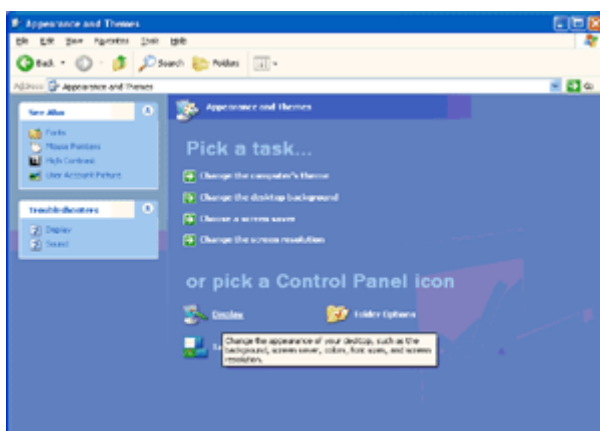 Appearance and Themes
File Edit View Favorites Tools Help
Back Search Folders
Address Appearance and Themes Go
See Also
Fonts
Mouse Pointers
High Contrast
User Account Picture
Troubleshooters
Display
Sound
Appearance and Themes
Pick a task...
Change the computer's theme
Change the desktop background
Choose a screen saver
Change the screen resolution
or pick a Control Panel icon
Display Folder Options
Change the appearance of your desktop, such as the
background, screen saver, colors, font sizes, and screen
resolution.